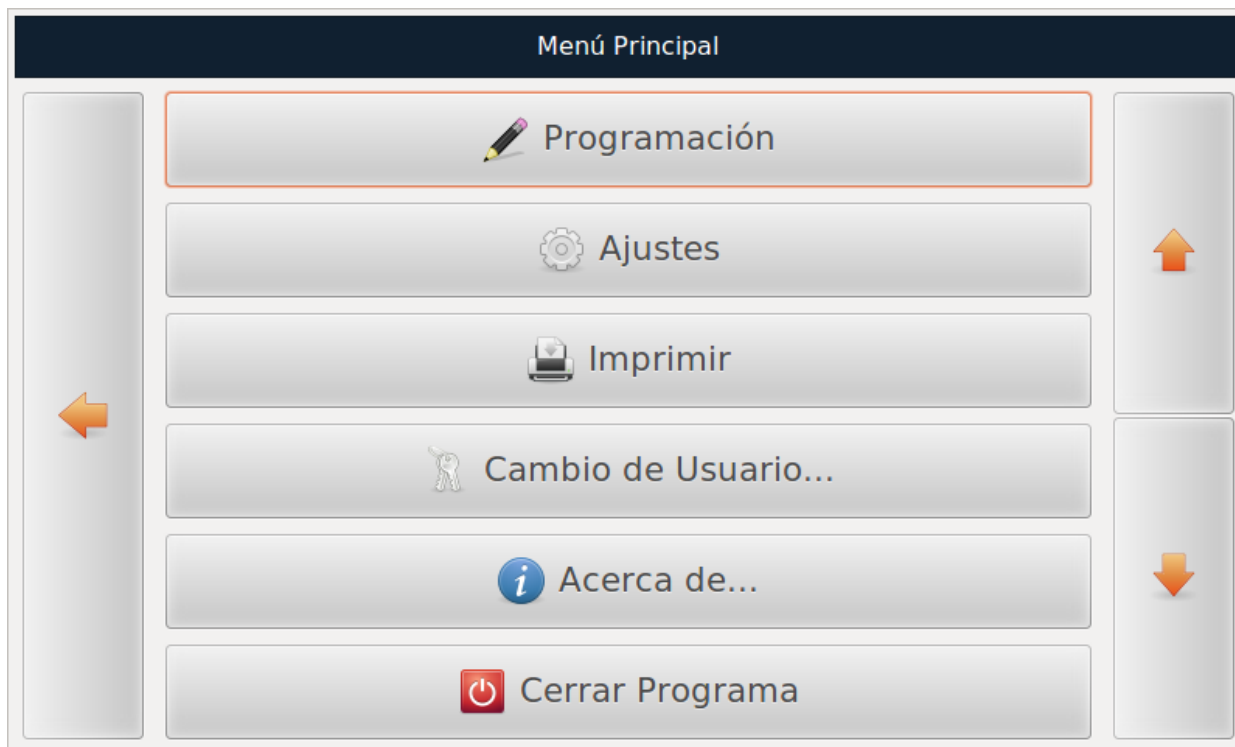 Menú Principal
Programación
Ajustes
Imprimir
Cambio de Usuario...
Acerca de...
Cerrar Programa